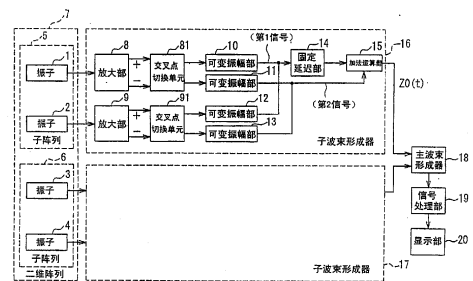 7
5
1
振子
2
振子
子阵列
6
3
振子
4
振子
子阵列
二维阵列
8
放大部
+
−
9
放大部
+
−
81
交叉点
切换单元
91
交叉点
切换单元
10
可变振幅部
11
可变振幅部
12
可变振幅部
13
可变振幅部
(第1信号)
14
固定
延迟部
15
加法运算器
16
(第2信号)
子波束形成器
Z0(t)
子波束形成器
17
主波束
形成器
18
信号
处理部
19
显示部
20